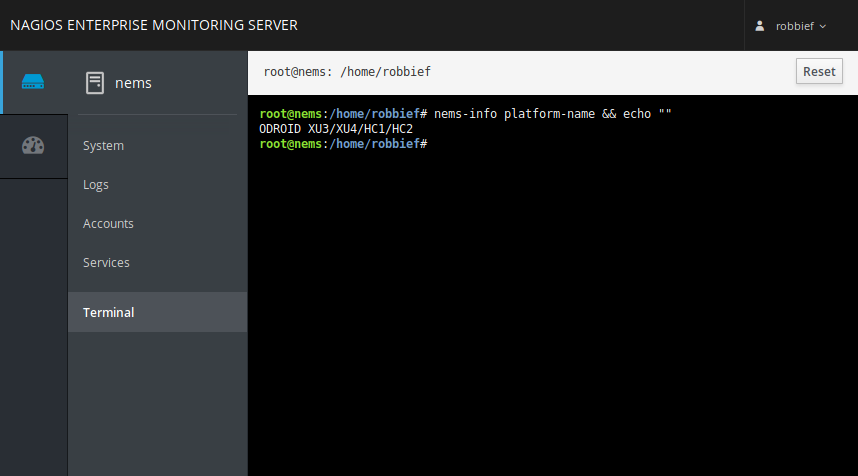 NAGIOS ENTERPRISE MONITORING SERVER
robbief
nems
System
Logs
Accounts
Services
Terminal
root@nems: /home/robbief
Reset
root@nems:/home/robbief# nems-info platform-name && echo ""
ODROID XU3/XU4/HC1/HC2
root@nems:/home/robbief#